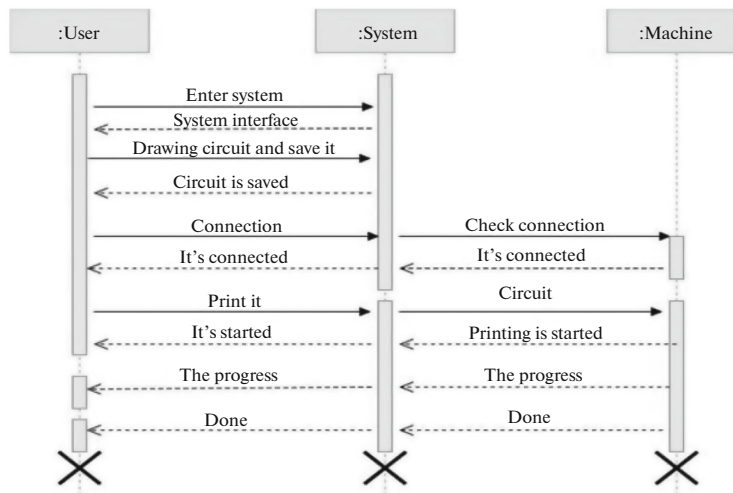 :User
:System
:Machine
Enter system
System interface
Drawing circuit and save it
Circuit is saved
Connection
Check connection
It's connected
It's connected
Print it
Circuit
It's started
Printing is started
The progress
The progress
Done
Done